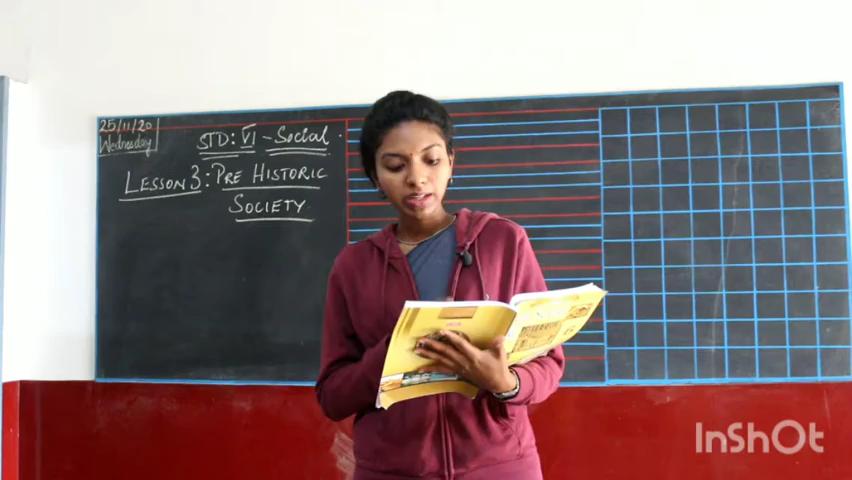 25/11/20
Wednesday
STD: VI - Social
LESSON 3: PRE HISTORIC
SOCIETY
InShOt